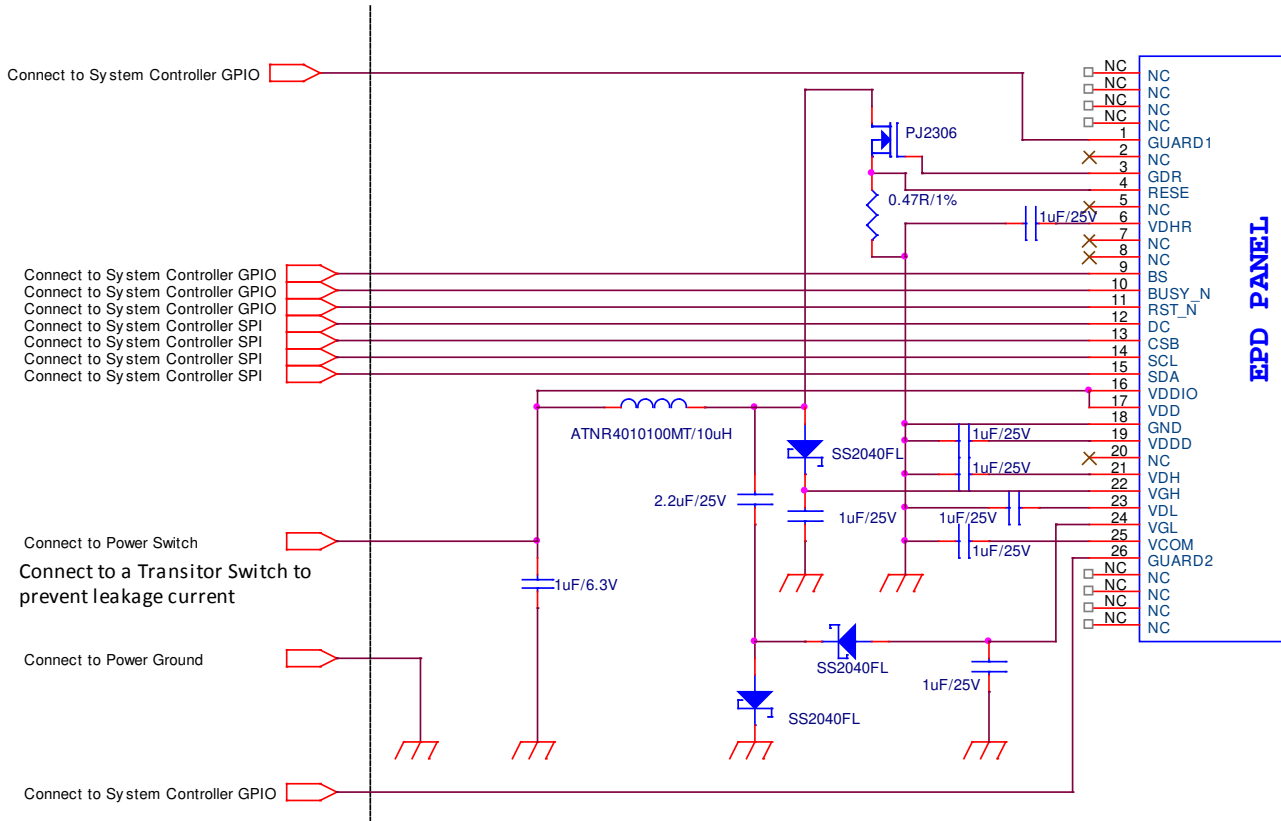 Connect to System Controller GPIO
Connect to System Controller GPIO
Connect to System Controller GPIO
Connect to System Controller GPIO
Connect to System Controller SPI
Connect to System Controller SPI
Connect to System Controller SPI
Connect to System Controller SPI
Connect to Power Switch
Connect to a Transitor Switch to
prevent leakage current
Connect to Power Ground
Connect to System Controller GPIO
PJ2306
0.47R/1%
1uF/25V
ATNR4010100MT/10uH
SS2040FL
2.2uF/25V
1uF/25V
1uF/25V
1uF/25V
1uF/25V
1uF/25V
1uF/6.3V
SS2040FL
1uF/25V
SS2040FL
NC NC
NC NC
NC NC
NC NC
1 GUARD1
2 NC
3 GDR
4 RESE
5 NC
6 VDHR
7 NC
8 NC
9 BS
10 BUSY_N
11 RST_N
12 DC
13 CSB
14 SCL
15 SDA
16 VDDIO
17 VDD
18 GND
19 VDDD
20 NC
21 VDH
22 VGH
23 VDL
24 VGL
25 VCOM
26 GUARD2
NC NC
NC NC
NC NC
NC NC
EPD PANEL